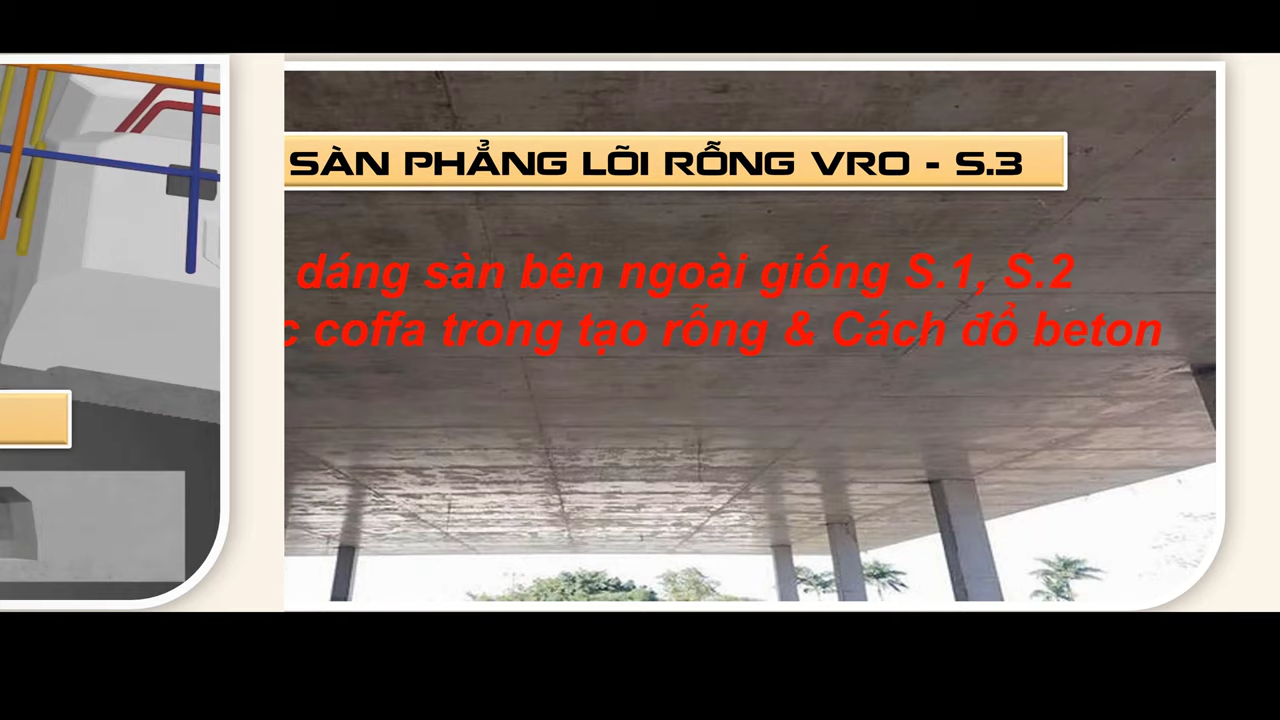 SÀN PHẲNG LÕI RỖNG VRO - S.3
dáng sàn bên ngoài giống S.1, S.2
coffa trong tạo rỗng & Cách đổ beton